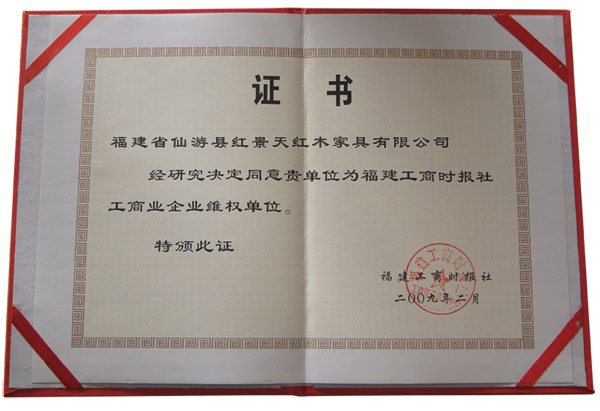 证书
福建省仙游县红景天红木家具有限公司
经研究决定同意贵单位为福建工商时报社
工商业企业维权单位。
特颁此证
福建工商时报社
二00九年二月